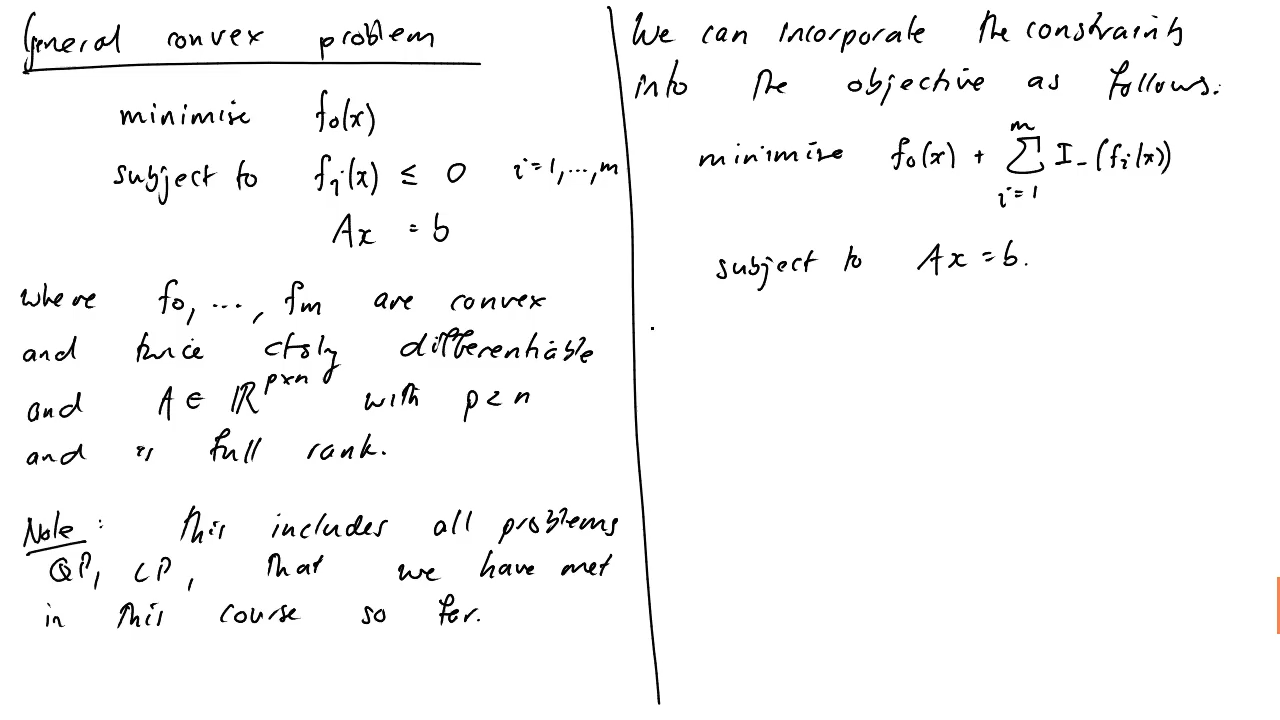 General convex problem
minimise f₀(x)
subject to fᵢ(x) ≤ 0 i=1,...,m
Ax = b
where f₀, ..., fₘ are convex
and twice ctsly differentiable
and A ∈ ℝ^{p×n} with p < n
and is full rank.
Note: this includes all problems
QP, LP, that we have met
in this course so far.
We can incorporate the constraints
into the objective as follows:
minimise f₀(x) + ∑_{i=1}^{m} I₋(fᵢ(x))
subject to Ax = b.